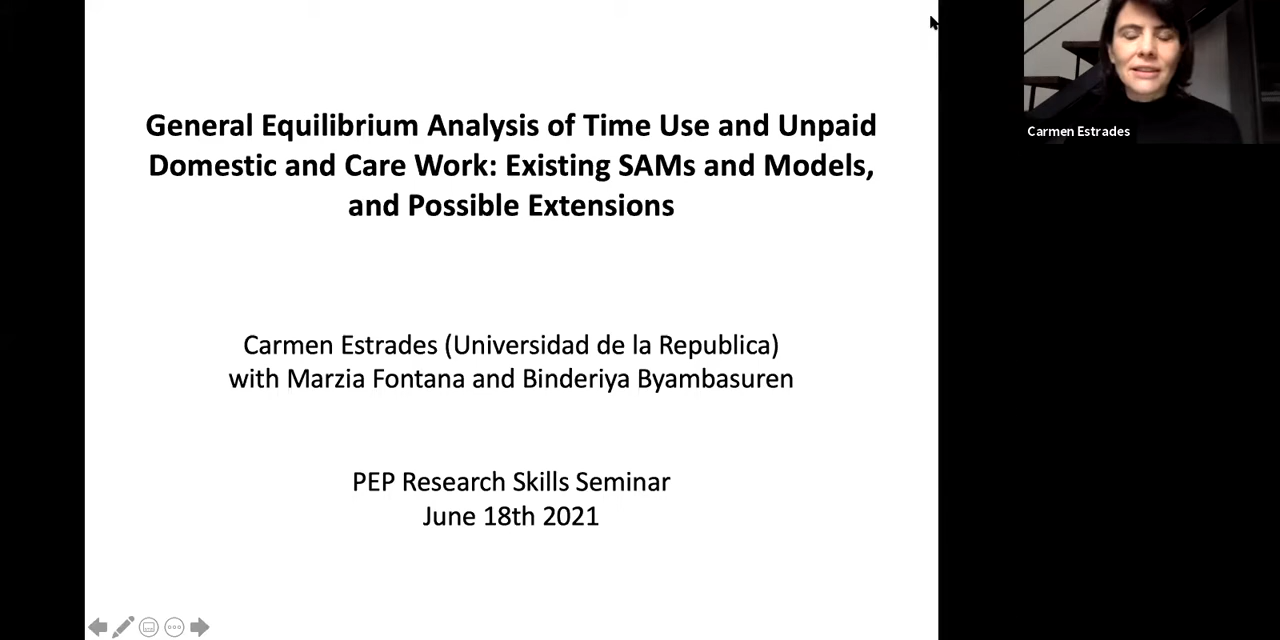 General Equilibrium Analysis of Time Use and Unpaid
Domestic and Care Work: Existing SAMs and Models,
and Possible Extensions
Carmen Estrades (Universidad de la Republica)
with Marzia Fontana and Binderiya Byambasuren
PEP Research Skills Seminar
June 18th 2021
Carmen Estrades